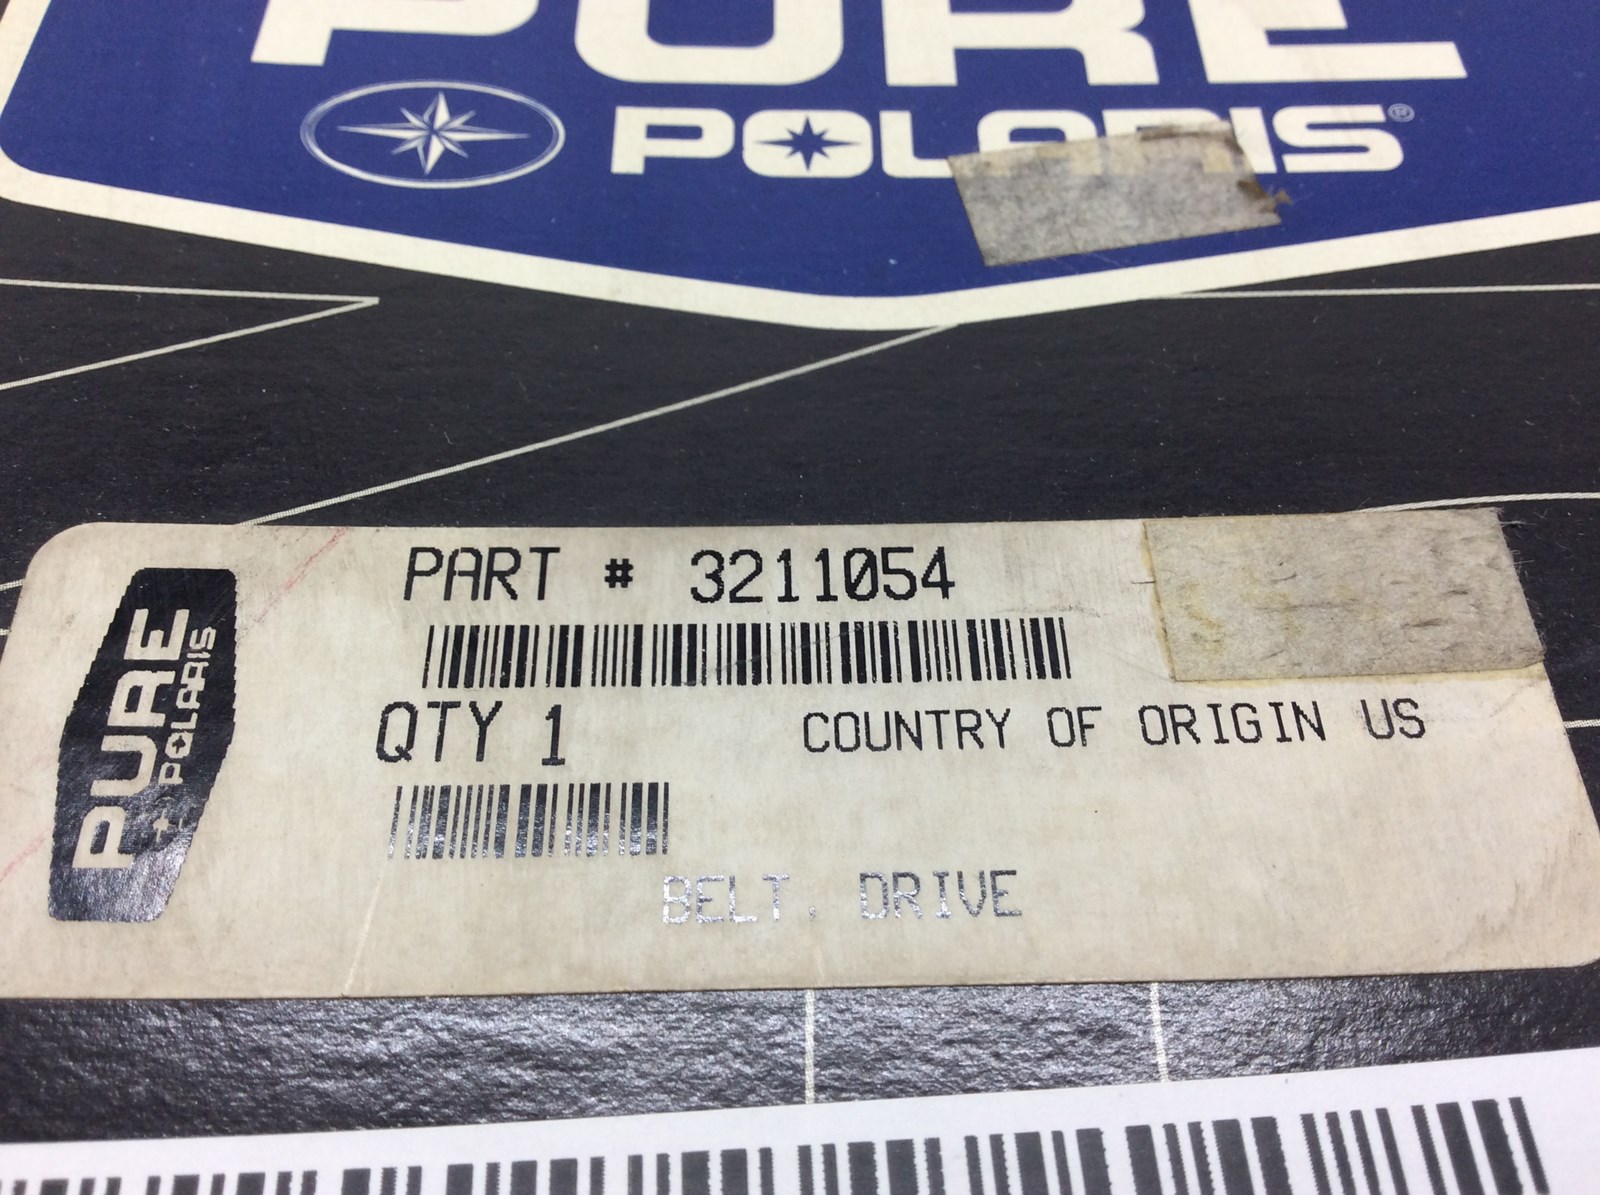 PURE
POLARIS®
PART # 3211054
QTY 1 COUNTRY OF ORIGIN US
BELT, DRIVE
PURE
POLARIS